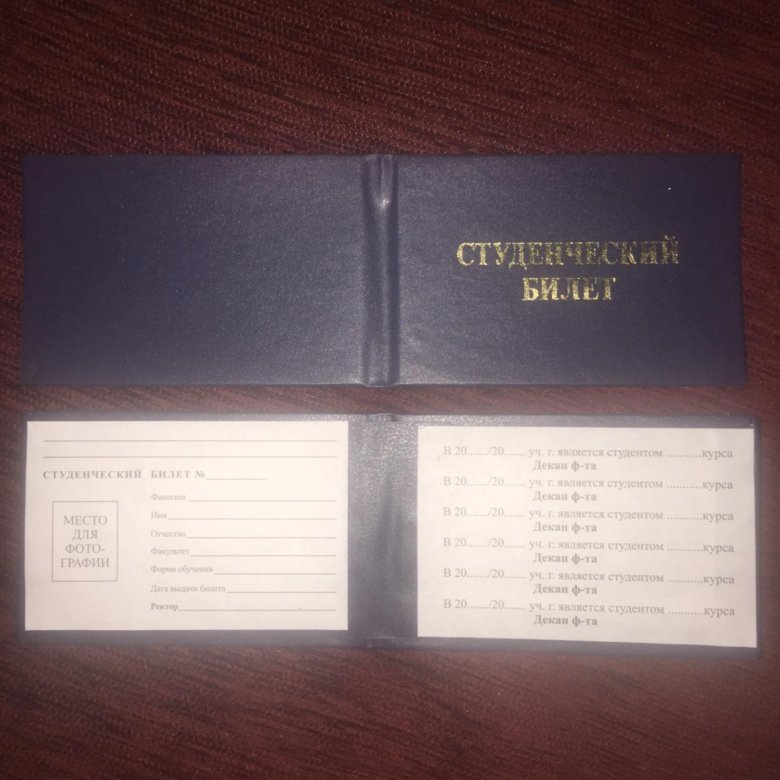 СТУДЕНЧЕСКИЙ
БИЛЕТ
СТУДЕНЧЕСКИЙ БИЛЕТ №__________
МЕСТО
ДЛЯ
ФОТО-
ГРАФИИ
Фамилия
Имя
Отчество
Факультет
Форма обучения
Дата выдачи билета
Ректор
В 20......./20....... уч. г. является студентом ...........курса
Декан ф-та
В 20......./20....... уч. г. является студентом ...........курса
Декан ф-та
В 20......./20....... уч. г. является студентом ...........курса
Декан ф-та
В 20......./20....... уч. г. является студентом ...........курса
Декан ф-та
В 20......./20....... уч. г. является студентом ...........курса
Декан ф-та
В 20......./20....... уч. г. является студентом ...........курса
Декан ф-та